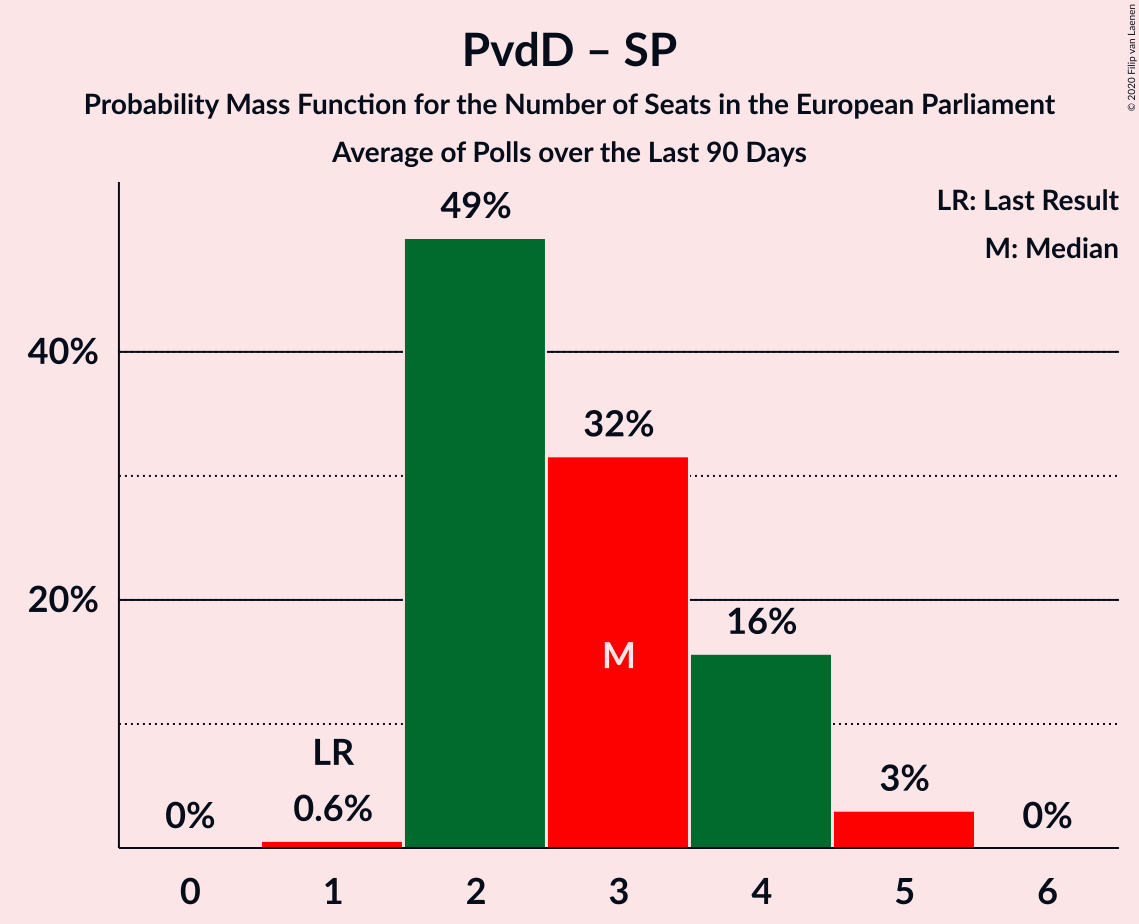 PvdD – SP
Probability Mass Function for the Number of Seats in the European Parliament
Average of Polls over the Last 90 Days
© 2020 Filip van Laenen
LR: Last Result
M: Median
49%
40%
32%
20%
16%
M
LR
0%
0.6%
3%
0%
0 1 2 3 4 5 6